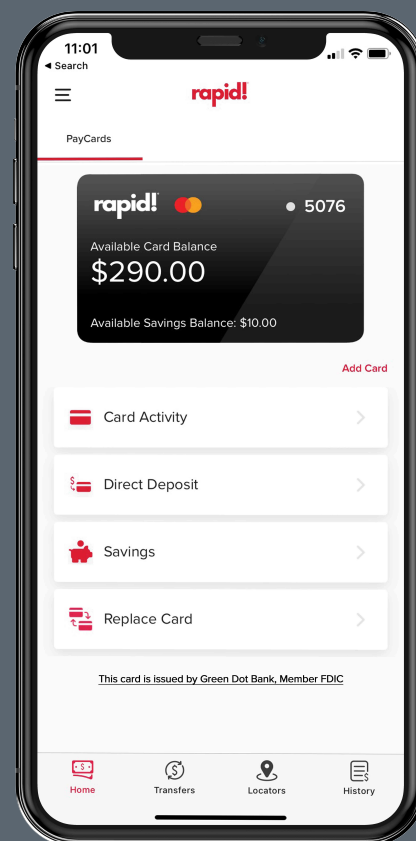 11:01
◀ Search
rapid!
PayCards
rapid! 5076
Available Card Balance
$290.00
Available Savings Balance: $10.00
Add Card
Card Activity
Direct Deposit
Savings
Replace Card
This card is issued by Green Dot Bank, Member FDIC
Home Transfers Locators History